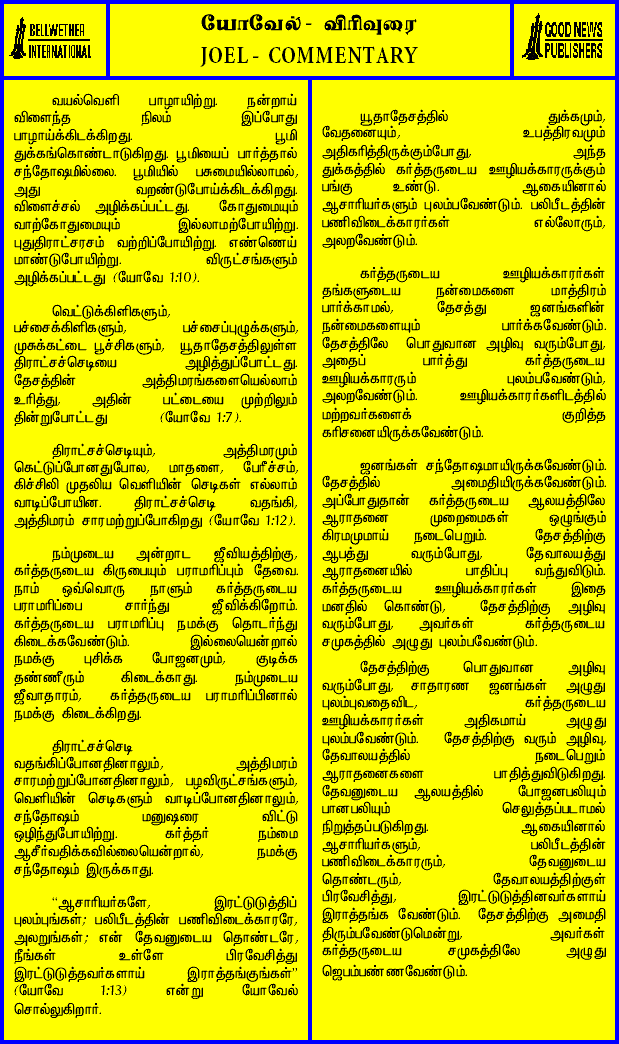 BELLWETHER
INTERNATIONAL
யோவேல் - விரிவுரை
JOEL - COMMENTARY
GOOD NEWS
PUBLISHERS
வயல்வெளி பாழாயிற்று. நன்றாய்
விளைந்த நிலம் இப்போது
பாழாய்க்கிடக்கிறது. பூமி
துக்கங்கொண்டாடுகிறது. பூமியைப் பார்த்தால்
சந்தோஷமில்லை. பூமியில் பசுமையில்லாமல்,
அது வறண்டுபோய்க்கிடக்கிறது.
விளைச்சல் அழிக்கப்பட்டது. கோதுமையும்
வாற்கோதுமையும் இல்லாமற்போயிற்று.
புதுதிராட்சரசம் வற்றிப்போயிற்று. எண்ணெய்
மாண்டுபோயிற்று. விருட்சங்களும்
அழிக்கப்பட்டது (யோவே 1:10).
வெட்டுக்கிளிகளும்,
பச்சைக்கிளிகளும், பச்சைப்புழுக்களும்,
முசுக்கட்டை பூச்சிகளும், யூதாதேசத்திலுள்ள
திராட்சச்செடியை அழித்துப்போட்டது.
தேசத்தின் அத்திமரங்களையெல்லாம்
உரித்து, அதின் பட்டையை முற்றிலும்
தின்றுபோட்டது (யோவே 1:7).
திராட்சச்செடியும், அத்திமரமும்
கெட்டுப்போனதுபோல, மாதளை, பேரீச்சம்,
கிச்சிலி முதலிய வெளியின் செடிகள் எல்லாம்
வாடிப்போயின. திராட்சச்செடி வதங்கி,
அத்திமரம் சாரமற்றுப்போகிறது (யோவே 1:12).
நம்முடைய அன்றாட ஜீவியத்திற்கு,
கர்த்தருடைய கிருபையும் பராமரிப்பும் தேவை.
நாம் ஒவ்வொரு நாளும் கர்த்தருடைய
பராமரிப்பை சார்ந்து ஜீவிக்கிறோம்.
கர்த்தருடைய பராமரிப்பு நமக்கு தொடர்ந்து
கிடைக்கவேண்டும். இல்லையென்றால்
நமக்கு புசிக்க போஜனமும், குடிக்க
தண்ணீரும் கிடைக்காது. நம்முடைய
ஜீவாதாரம், கர்த்தருடைய பராமரிப்பினால்
நமக்கு கிடைக்கிறது.
திராட்சச்செடி
வதங்கிப்போனதினாலும், அத்திமரம்
சாரமற்றுப்போனதினாலும், பழவிருட்சங்களும்,
வெளியின் செடிகளும் வாடிப்போனதினாலும்,
சந்தோஷம் மனுஷரை விட்டு
ஒழிந்துபோயிற்று. கர்த்தர் நம்மை
ஆசீர்வதிக்கவில்லையென்றால், நமக்கு
சந்தோஷம் இருக்காது.
“ஆசாரியர்களே, இரட்டுடுத்திப்
புலம்புங்கள்; பலிபீடத்தின் பணிவிடைக்காரரே,
அலறுங்கள்; என் தேவனுடைய தொண்டரே,
நீங்கள் உள்ளே பிரவேசித்து
இரட்டுடுத்தவர்களாய் இராத்தங்குங்கள்”
(யோவே 1:13) என்று யோவேல்
சொல்லுகிறார்.
யூதாதேசத்தில் துக்கமும்,
வேதனையும், உபத்திரவமும்
அதிகரித்திருக்கும்போது, அந்த
துக்கத்தில் கர்த்தருடைய ஊழியக்காரருக்கும்
பங்கு உண்டு. ஆகையினால்
ஆசாரியர்களும் புலம்பவேண்டும். பலிபீடத்தின்
பணிவிடைக்காரர்கள் எல்லோரும்,
அலறவேண்டும்.
கர்த்தருடைய ஊழியக்காரர்கள்
தங்களுடைய நன்மைகளை மாத்திரம்
பார்க்காமல், தேசத்து ஜனங்களின்
நன்மைகளையும் பார்க்கவேண்டும்.
தேசத்திலே பொதுவான அழிவு வரும்போது,
அதைப் பார்த்து கர்த்தருடைய
ஊழியக்காரரும் புலம்பவேண்டும்,
அலறவேண்டும். ஊழியக்காரர்களிடத்தில்
மற்றவர்களைக் குறித்த
கரிசனையிருக்கவேண்டும்.
ஜனங்கள் சந்தோஷமாயிருக்கவேண்டும்.
தேசத்தில் அமைதியிருக்கவேண்டும்.
அப்போதுதான் கர்த்தருடைய ஆலயத்திலே
ஆராதனை முறைமைகள் ஒழுங்கும்
கிரமமுமாய் நடைபெறும். தேசத்திற்கு
ஆபத்து வரும்போது, தேவாலயத்து
ஆராதனையில் பாதிப்பு வந்துவிடும்.
கர்த்தருடைய ஊழியக்காரர்கள் இதை
மனதில் கொண்டு, தேசத்திற்கு அழிவு
வரும்போது, அவர்கள் கர்த்தருடைய
சமுகத்தில் அழுது புலம்பவேண்டும்.
தேசத்திற்கு பொதுவான அழிவு
வரும்போது, சாதாரண ஜனங்கள் அழுது
புலம்புவதைவிட, கர்த்தருடைய
ஊழியக்காரர்கள் அதிகமாய் அழுது
புலம்பவேண்டும். தேசத்திற்கு வரும் அழிவு,
தேவாலயத்தில் நடைபெறும்
ஆராதனைகளை பாதித்துவிடுகிறது.
தேவனுடைய ஆலயத்தில் போஜனபலியும்
பானபலியும் செலுத்தப்படாமல்
நிறுத்தப்படுகிறது. ஆகையினால்
ஆசாரியர்களும், பலிபீடத்தின்
பணிவிடைக்காரரும், தேவனுடைய
தொண்டரும், தேவாலயத்திற்குள்
பிரவேசித்து, இரட்டுடுத்தினவர்களாய்
இராத்தங்க வேண்டும். தேசத்திற்கு அமைதி
திரும்பவேண்டுமென்று, அவர்கள்
கர்த்தருடைய சமுகத்திலே அழுது
ஜெபம்பண்ணவேண்டும்.